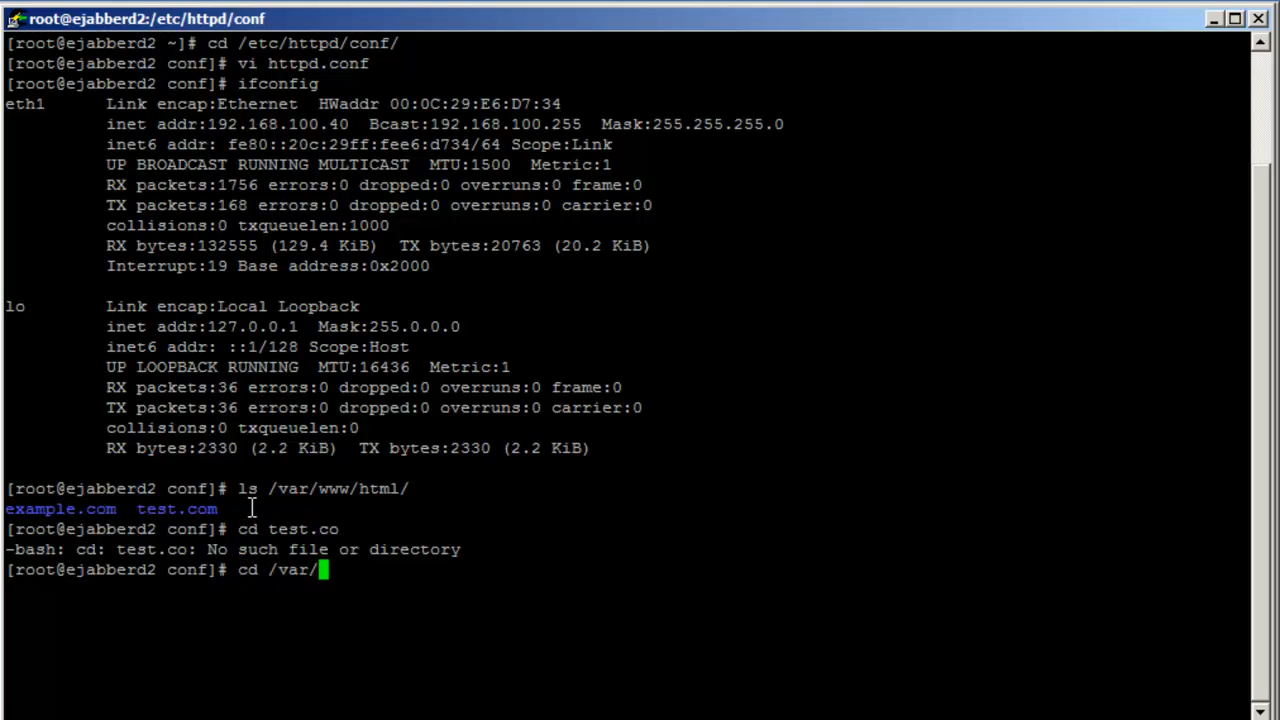 root@ejabberd2:/etc/httpd/conf
[root@ejabberd2 ~]# cd /etc/httpd/conf/
[root@ejabberd2 conf]# vi httpd.conf
[root@ejabberd2 conf]# ifconfig
eth1      Link encap:Ethernet  HWaddr 00:0C:29:E6:D7:34
          inet addr:192.168.100.40  Bcast:192.168.100.255  Mask:255.255.255.0
          inet6 addr: fe80::20c:29ff:fee6:d734/64 Scope:Link
          UP BROADCAST RUNNING MULTICAST  MTU:1500  Metric:1
          RX packets:1756 errors:0 dropped:0 overruns:0 frame:0
          TX packets:168 errors:0 dropped:0 overruns:0 carrier:0
          collisions:0 txqueuelen:1000
          RX bytes:132555 (129.4 KiB)  TX bytes:20763 (20.2 KiB)
          Interrupt:19 Base address:0x2000
lo        Link encap:Local Loopback
          inet addr:127.0.0.1  Mask:255.0.0.0
          inet6 addr: ::1/128 Scope:Host
          UP LOOPBACK RUNNING  MTU:16436  Metric:1
          RX packets:36 errors:0 dropped:0 overruns:0 frame:0
          TX packets:36 errors:0 dropped:0 overruns:0 carrier:0
          collisions:0 txqueuelen:0
          RX bytes:2330 (2.2 KiB)  TX bytes:2330 (2.2 KiB)
[root@ejabberd2 conf]# ls /var/www/html/
example.com  test.com
[root@ejabberd2 conf]# cd test.co
-bash: cd: test.co: No such file or directory
[root@ejabberd2 conf]# cd /var/